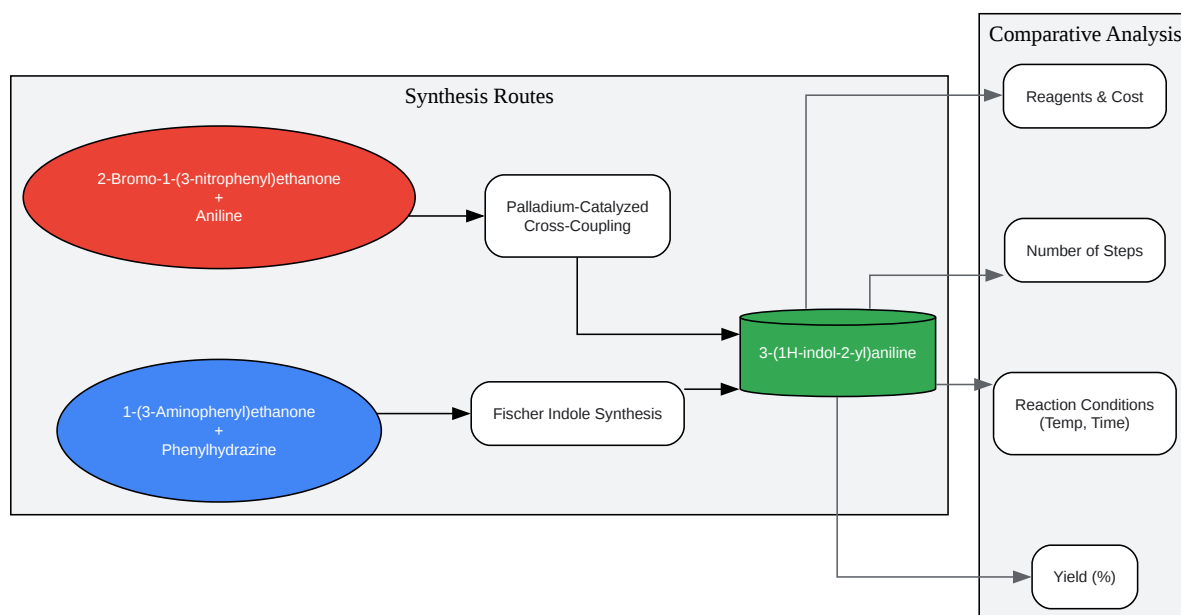 Synthesis Routes
2-Bromo-1-(3-nitrophenyl)ethanone
+
Aniline
Palladium-Catalyzed
Cross-Coupling
1-(3-Aminophenyl)ethanone
+
Phenylhydrazine
Fischer Indole Synthesis
3-(1H-indol-2-yl)aniline
Comparative Analysis
Reagents & Cost
Number of Steps
Reaction Conditions
(Temp, Time)
Yield (%)